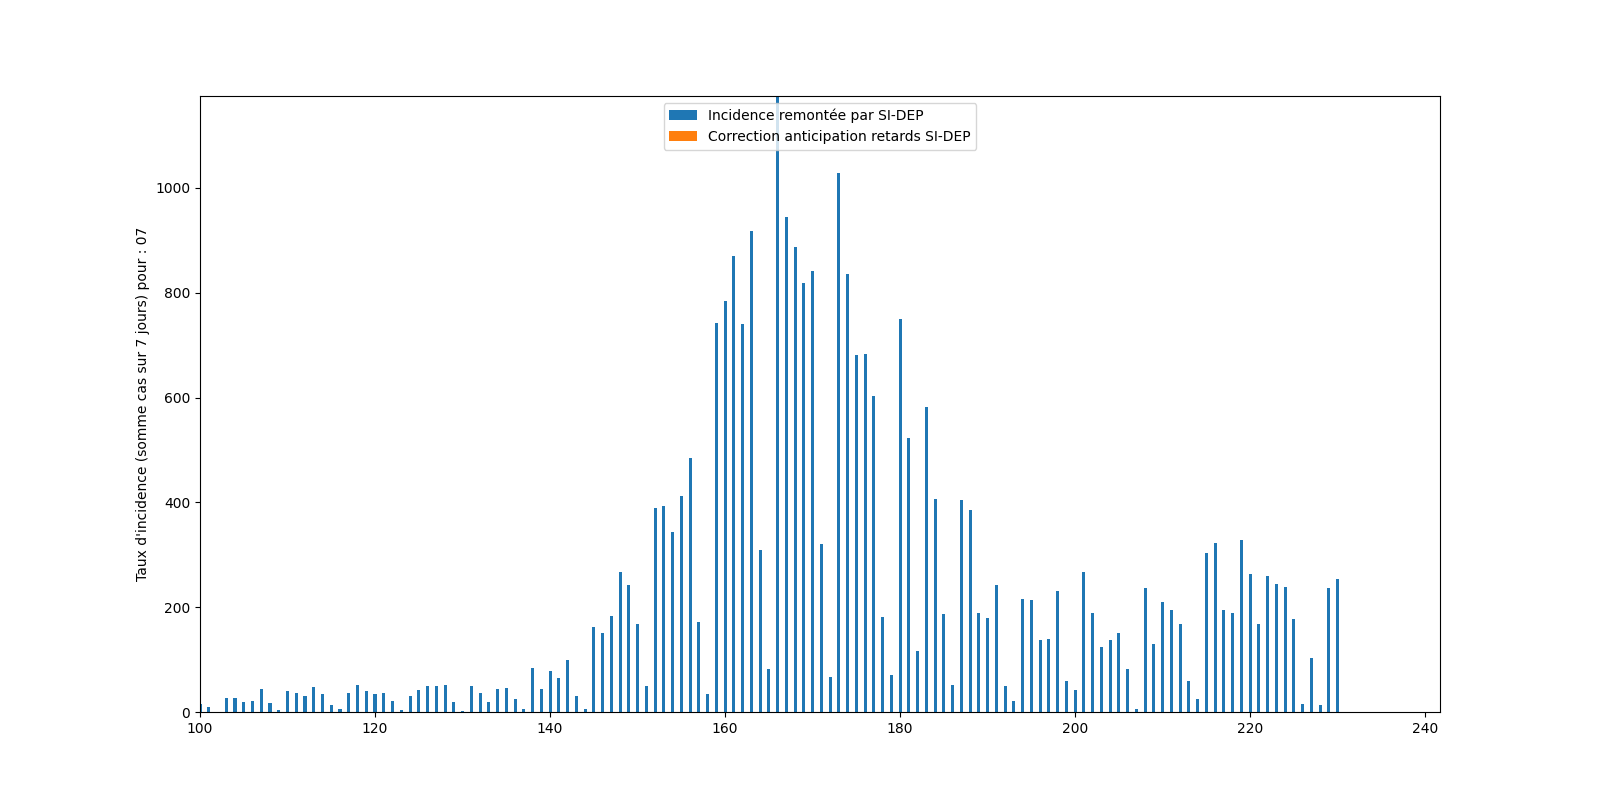 Incidence remontée par SI-DEP
Correction anticipation retards SI-DEP
Taux d'incidence (somme cas sur 7 jours) pour : 07
1000
800
600
400
200
0
100 120 140 160 180 200 220 240